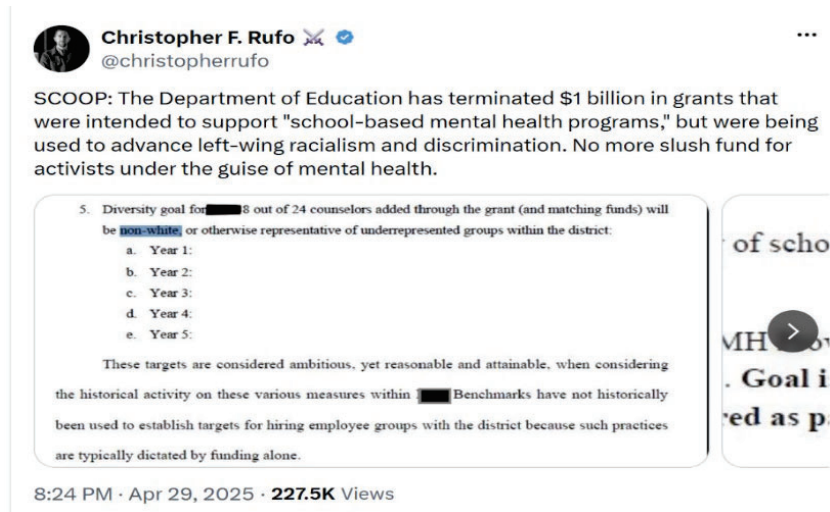 Christopher F. Rufo
@christopherrufo
SCOOP: The Department of Education has terminated $1 billion in grants that
were intended to support "school-based mental health programs," but were being
used to advance left-wing racialism and discrimination. No more slush fund for
activists under the guise of mental health.
5. Diversity goal for 8 out of 24 counselors added through the grant (and matching funds) will
be non-white, or otherwise representative of underrepresented groups within the district:
a. Year 1:
b. Year 2:
c. Year 3:
d. Year 4:
e. Year 5:
These targets are considered ambitious, yet reasonable and attainable, when considering
the historical activity on these various measures within Benchmarks have not historically
been used to establish targets for hiring employee groups with the district because such practices
are typically dictated by funding alone.
of scho
MH
. Goal i
red as p
8:24 PM · Apr 29, 2025 · 227.5K Views